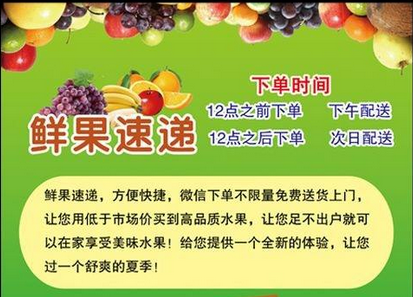 下单时间
12点之前下单 下午配送
12点之后下单 次日配送
鲜果速递
鲜果速递，方便快捷，微信下单不限量免费送货上门，
让您用低于市场价买到高品质水果，让您足不出户就可
以在家享受美味水果！给您提供一个全新的体验，让您
过一个舒爽的夏季！